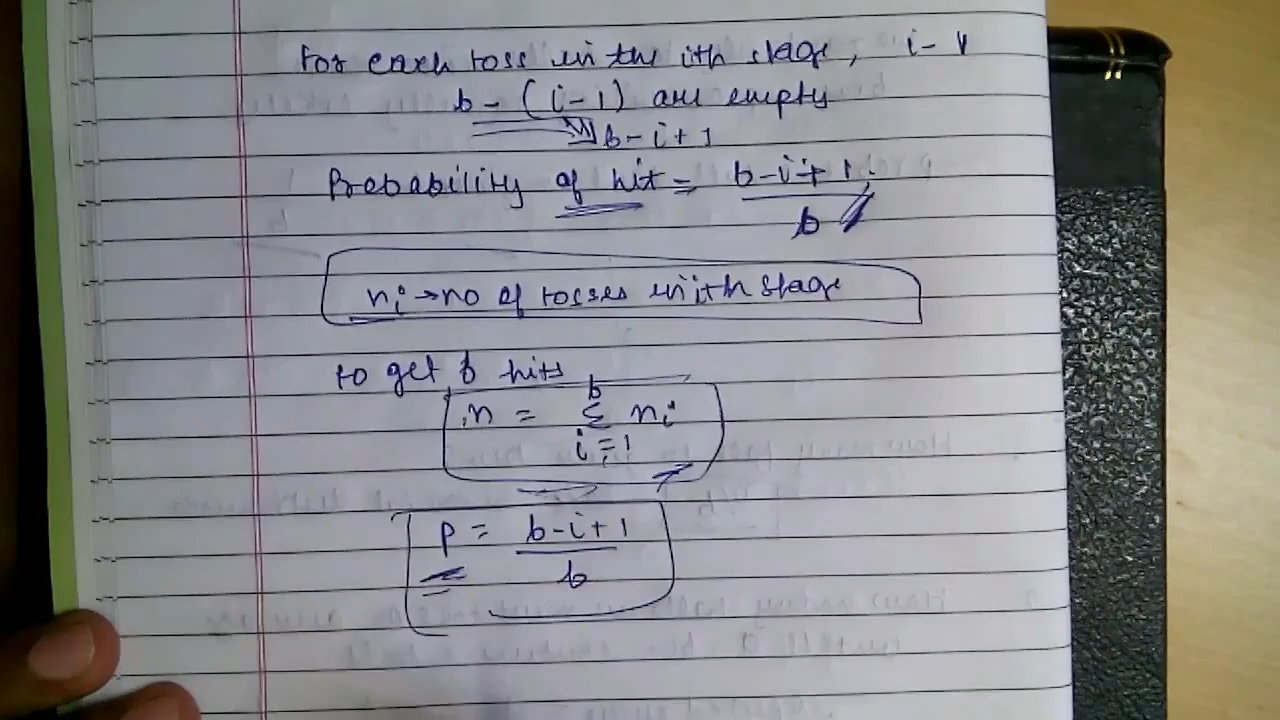 For each toss in the ith stage, i-1
b - (i-1) are empty
b-i+1
Probability of hit = b-i+1
b
ni → no of tosses in ith stage
to get b hits
b
n = Σ ni
i=1
p = b-i+1
b